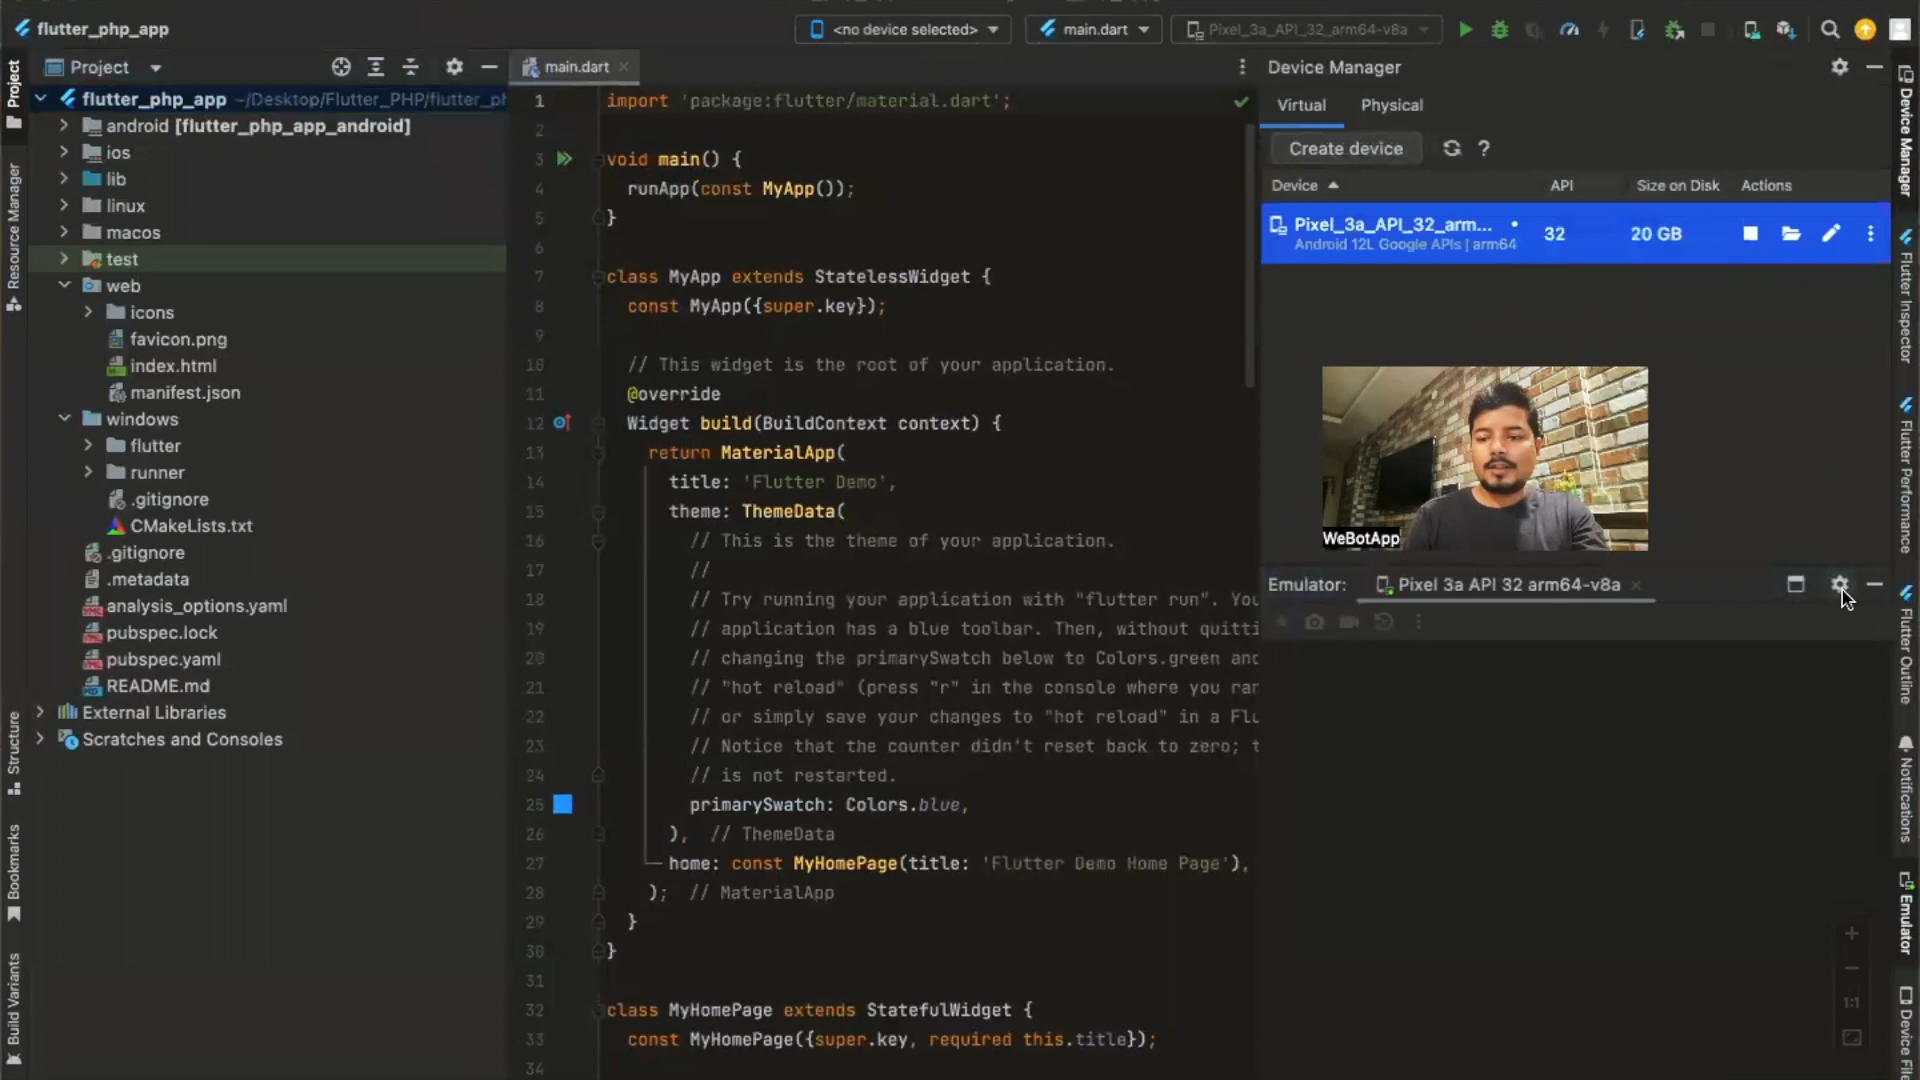 flutter_php_app
<no device selected>
main.dart
Pixel_3a_API_32_arm64-v8a
Project
main.dart
Device Manager
Project
Resource Manager
Structure
Bookmarks
Build Variants
flutter_php_app ~/Desktop/Flutter_PHP/flutter_pl
android [flutter_php_app_android]
ios
lib
linux
macos
test
web
icons
favicon.png
index.html
manifest.json
windows
flutter
runner
.gitignore
CMakeLists.txt
.gitignore
.metadata
analysis_options.yaml
pubspec.lock
pubspec.yaml
README.md
External Libraries
Scratches and Consoles
1 import 'package:flutter/material.dart';
2
3 void main() {
4 runApp(const MyApp());
5 }
6
7 class MyApp extends StatelessWidget {
8 const MyApp({super.key});
9
10 // This widget is the root of your application.
11 @override
12 Widget build(BuildContext context) {
13 return MaterialApp(
14 title: 'Flutter Demo',
15 theme: ThemeData(
16 // This is the theme of your application.
17 //
18 // Try running your application with "flutter run". You
19 // application has a blue toolbar. Then, without quitti
20 // changing the primarySwatch below to Colors.green and
21 // "hot reload" (press "r" in the console where you ran
22 // or simply save your changes to "hot reload" in a Flu
23 // Notice that the counter didn't reset back to zero; t
24 // is not restarted.
25 primarySwatch: Colors.blue,
26 ), // ThemeData
27 home: const MyHomePage(title: 'Flutter Demo Home Page'),
28 ); // MaterialApp
29 }
30 }
31
32 class MyHomePage extends StatefulWidget {
33 const MyHomePage({super.key, required this.title});
34
Virtual Physical
Create device ?
Device API Size on Disk Actions
Pixel_3a_API_32_arm... 32 20 GB
Android 12L Google APIs | arm64
WeBotApp
Emulator: Pixel 3a API 32 arm64-v8a
1:1
Device Manager
Flutter Inspector
Flutter Performance
Flutter Outline
Notifications
Emulator
Device File